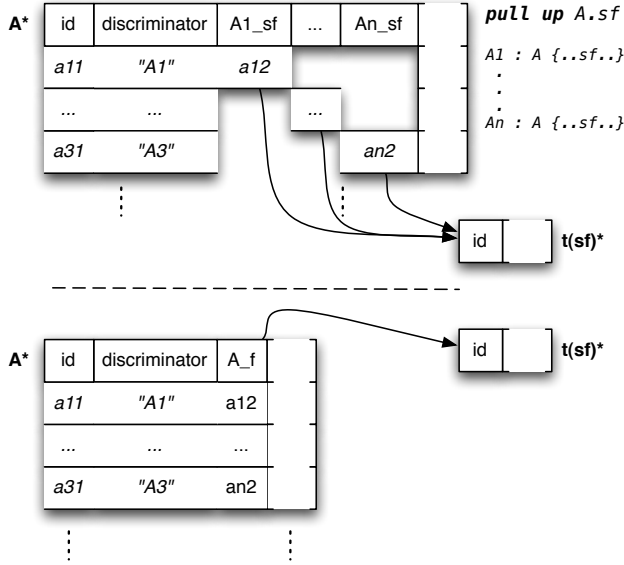 A* id discriminator A1_sf ... An_sf
a11 "A1" a12
... ... ...
a31 "A3" an2
pull up A.sf
A1 : A {..sf..}
.
.
.
An : A {..sf..}
id t(sf)*
A* id discriminator A_f
a11 "A1" a12
... ... ...
a31 "A3" an2
id t(sf)*